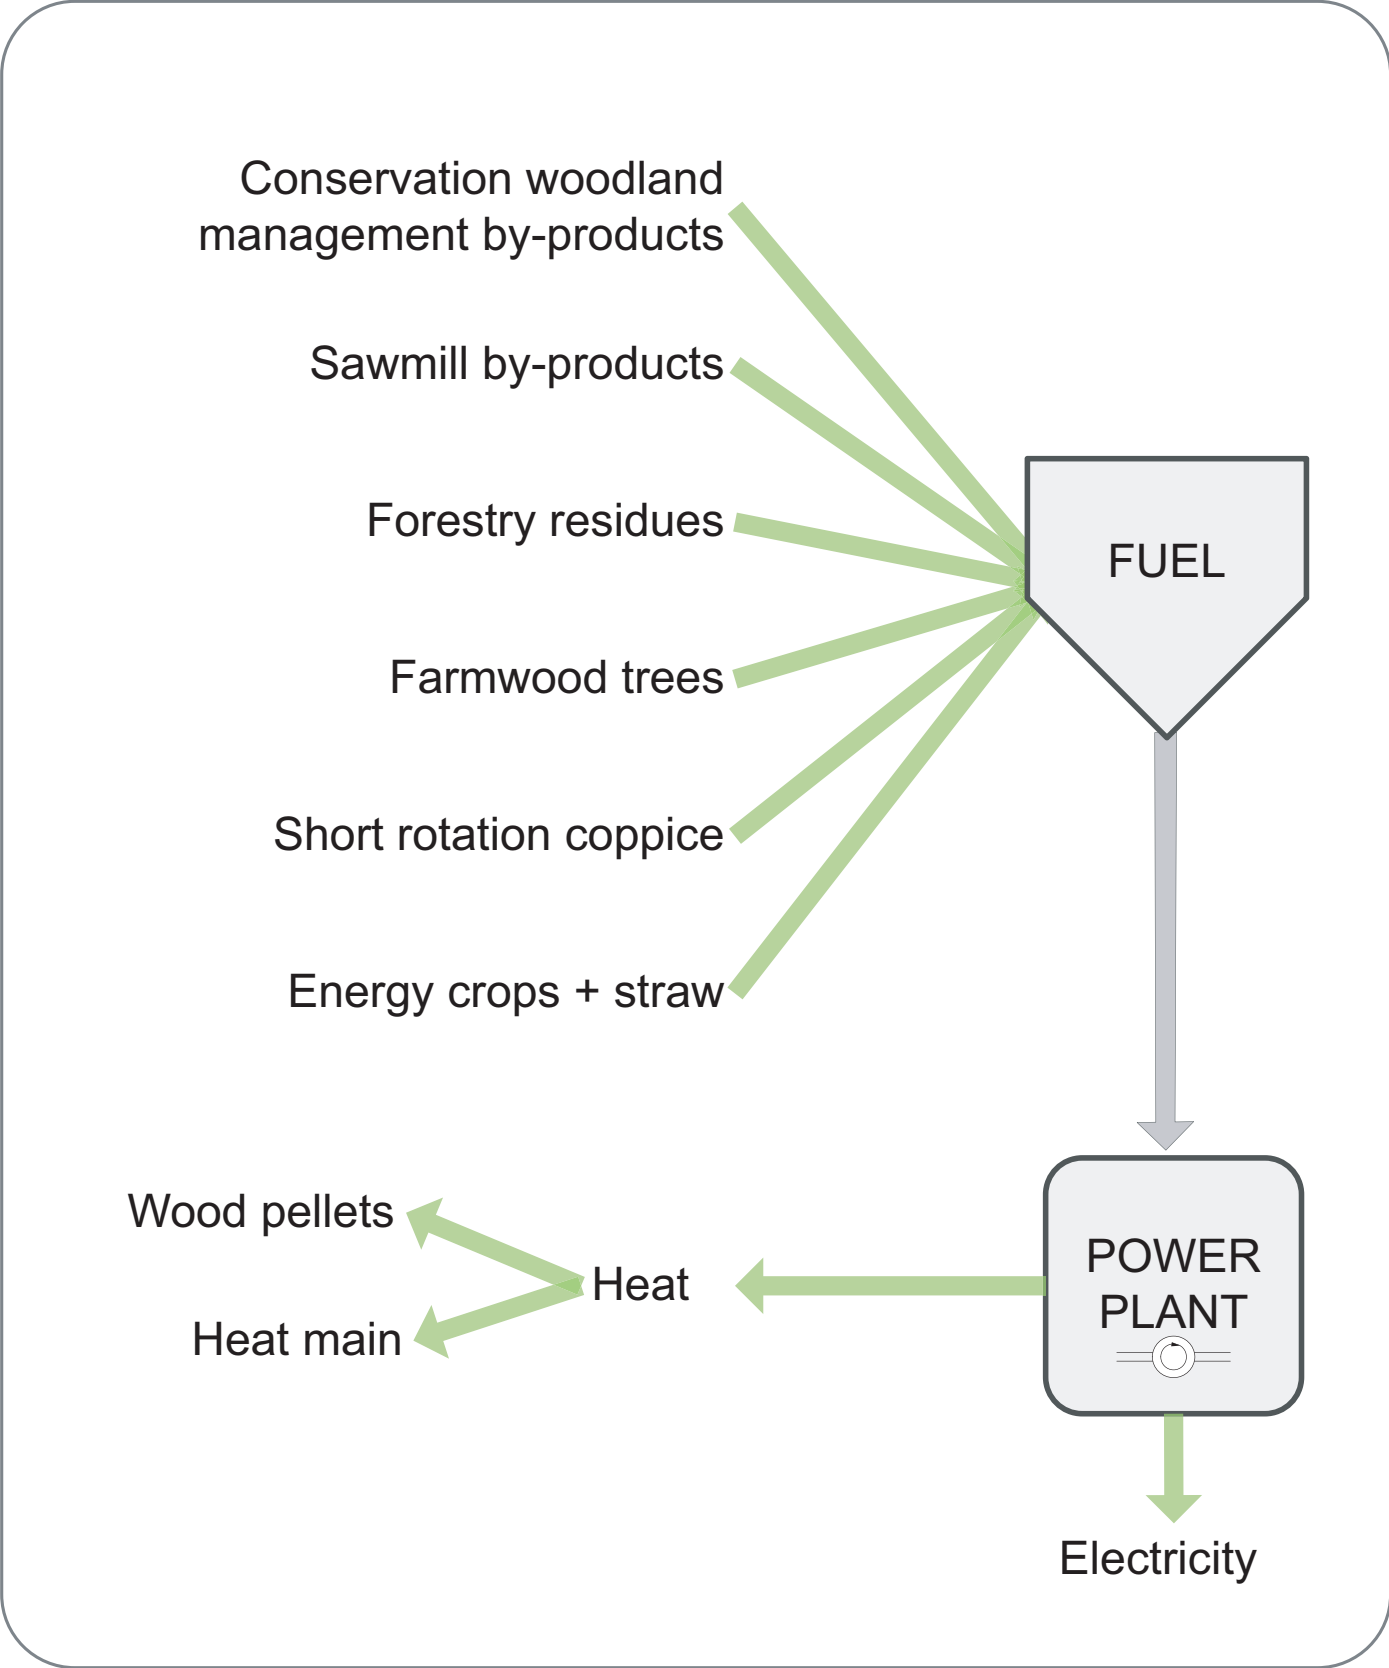 Conservation woodland
management by-products
Sawmill by-products
Forestry residues
FUEL
Farmwood trees
Short rotation coppice
Energy crops + straw
Wood pellets
Heat
Heat main
POWER
PLANT
Electricity